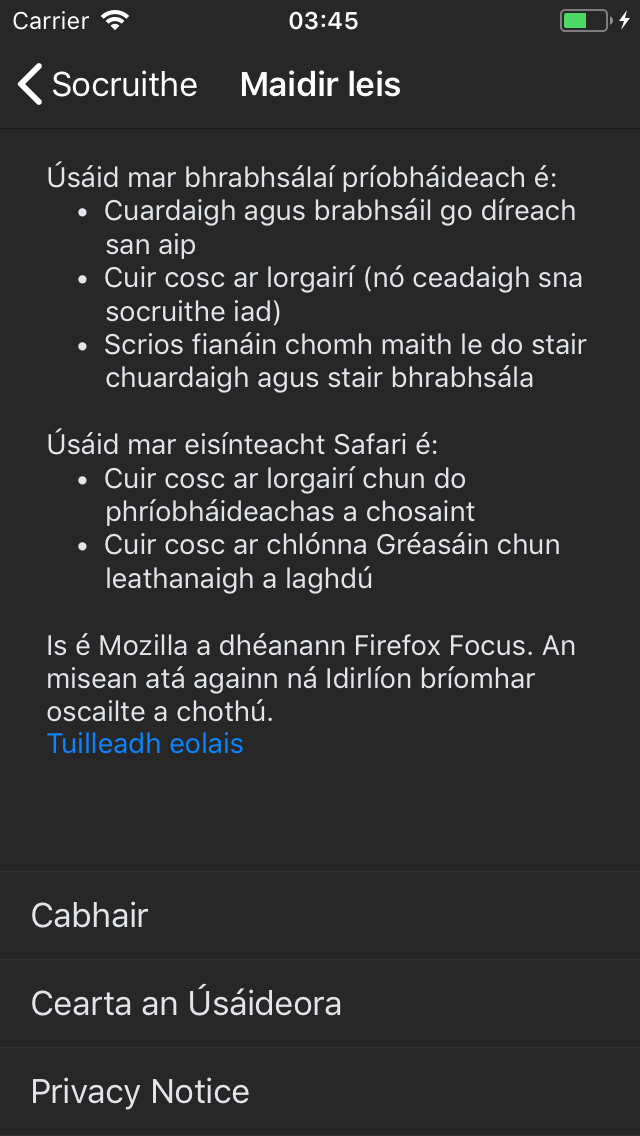 Carrier 03:45
Socruithe Maidir leis
Úsáid mar bhrabhsálaí príobháideach é:
• Cuardaigh agus brabhsáil go díreach
san aip
• Cuir cosc ar lorgairí (nó ceadaigh sna
socruithe iad)
• Scrios fianáin chomh maith le do stair
chuardaigh agus stair bhrabhsála
Úsáid mar eisínteacht Safari é:
• Cuir cosc ar lorgairí chun do
phríobháideachas a chosaint
• Cuir cosc ar chlónna Gréasáin chun
leathanaigh a laghdú
Is é Mozilla a dhéanann Firefox Focus. An
misean atá againn ná Idirlíon bríomhar
oscailte a chothú.
Tuilleadh eolais
Cabhair
Cearta an Úsáideora
Privacy Notice